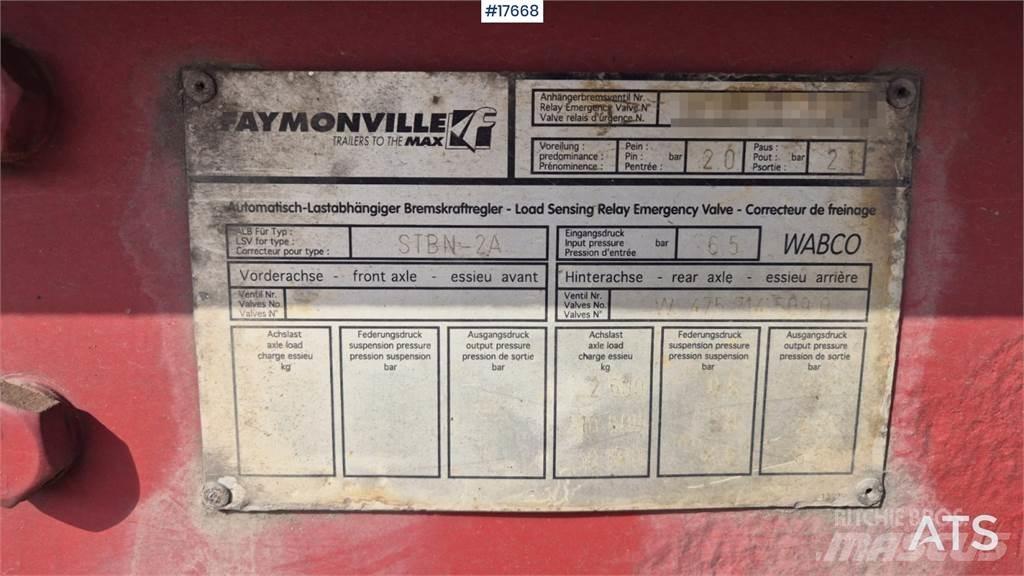 #17668
FAYMONVILLE
TRAILERS TO THE MAX
Anhängerbremsventil Nr.
Relay Emergency Valve N°
Valve relais d'urgence N.
Voreilung :
predominance :
Prénominence :
Pein :
Pin : bar
Pentrée :
20
Paus :
Pout : bar
Psortie :
21
Automatisch-Lastabhängiger Bremskraftregler - Load Sensing Relay Emergency Valve - Correcteur de freinage
ALB Für Typ :
LSV for type :
Correcteur pour type :
STBN-2A
Eingangsdruck
Input pressure bar
Pression d'entrée
65
WABCO
Vorderachse - front axle - essieu avant
Hinterachse - rear axle - essieu arrière
Ventil Nr.
Valves No.
Valves N°
Ventil Nr.
Valves No.
Valves N°
Achslast
axle load
charge essieu
kg
Federungsdruck
suspension pressure
pression suspension
bar
Ausgangsdruck
output pressure
pression de sortie
bar
Achslast
axle load
charge essieu
kg
Federungsdruck
suspension pressure
pression suspension
bar
Ausgangsdruck
output pressure
pression de sortie
bar
RITCHIE BROS
MASCUS
ATS